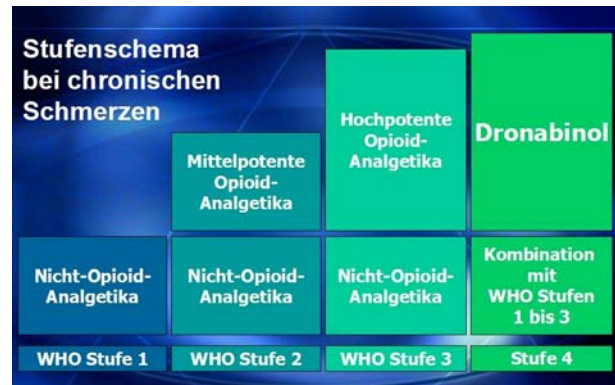 Stufenschema
bei chronischen
Schmerzen
Hochpotente
Opioid-
Analgetika
Dronabinol
Mittelpotente
Opioid-
Analgetika
Nicht-Opioid-
Analgetika
Nicht-Opioid-
Analgetika
Nicht-Opioid-
Analgetika
Kombination
mit
WHO Stufen
1 bis 3
WHO Stufe 1
WHO Stufe 2
WHO Stufe 3
Stufe 4